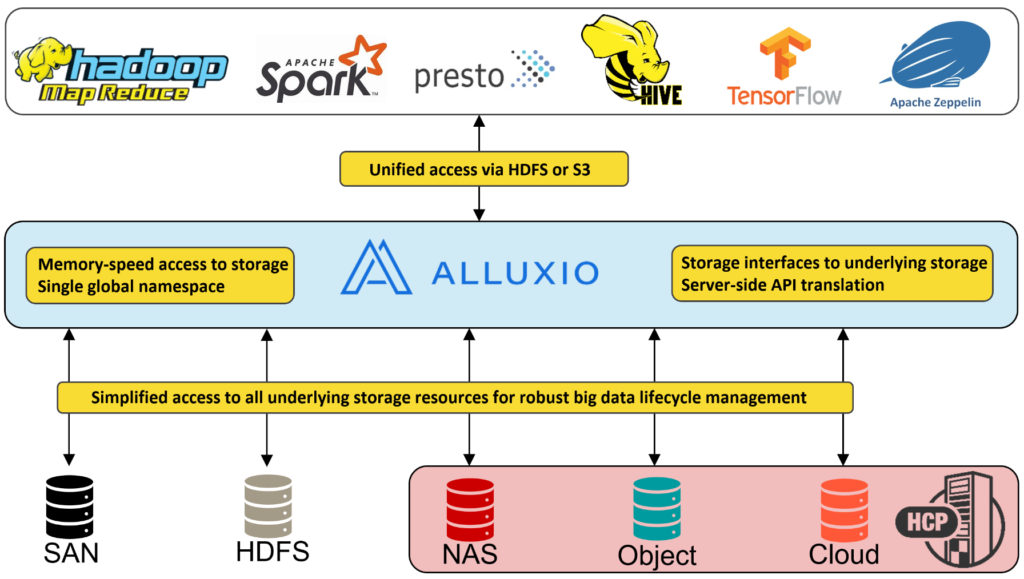 hadoop
Map Reduce
APACHE
Spark™
presto
HIVE
TensorFlow
Apache Zeppelin
Unified access via HDFS or S3
Memory-speed access to storage
Single global namespace
ALLUXIO
Storage interfaces to underlying storage
Server-side API translation
Simplified access to all underlying storage resources for robust big data lifecycle management
SAN
HDFS
NAS
Object
Cloud
HCP